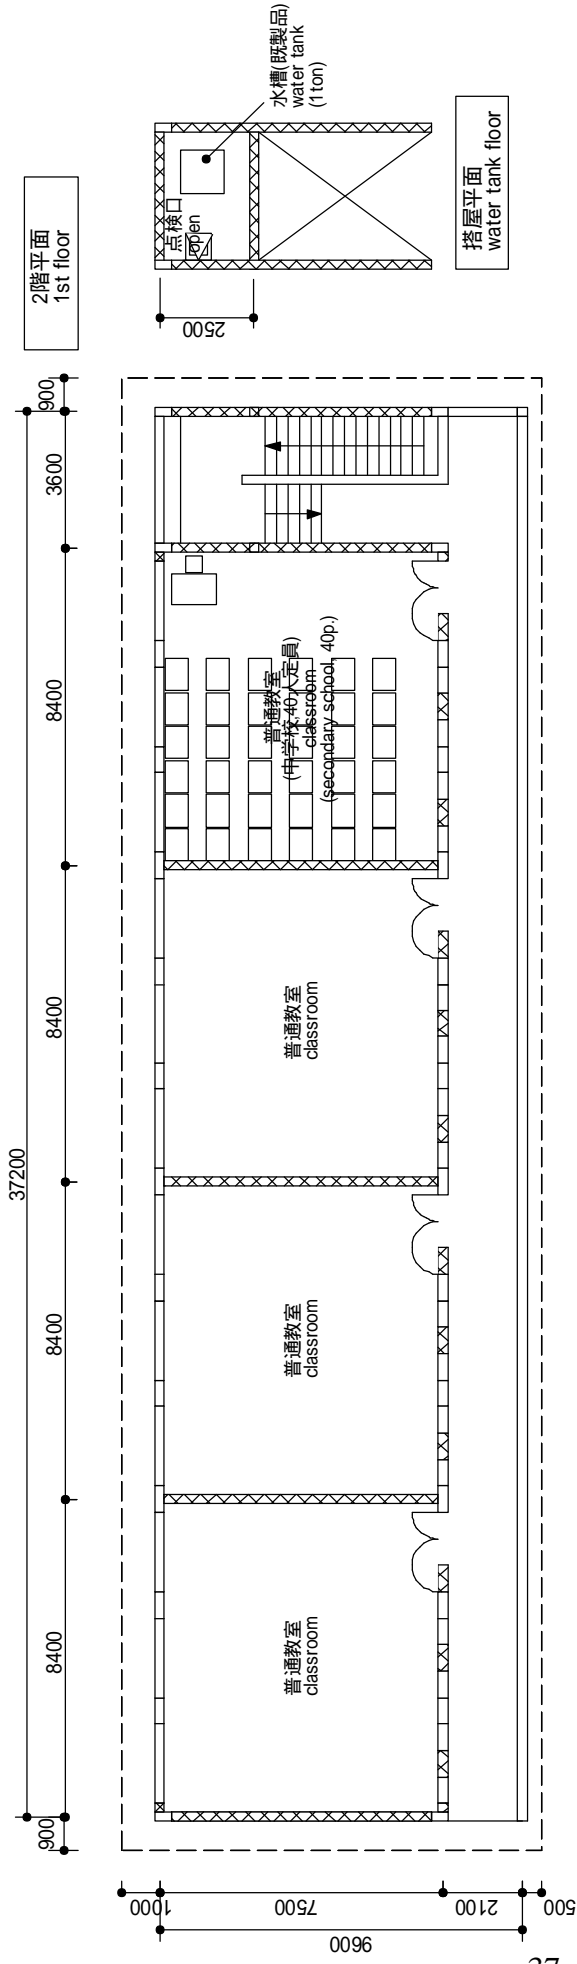 2階平面
1st floor
水槽(既製品)
water tank
(1ton)
点検口
open
搭屋平面
water tank floor
2500
37200
900
8400
8400
8400
8400
3600
900
普通教室
classroom
普通教室
classroom
普通教室
classroom
普通教室
(中学校,40人定員)
classroom
(secondary school, 40p.)
1000
7500
2100
500
9600